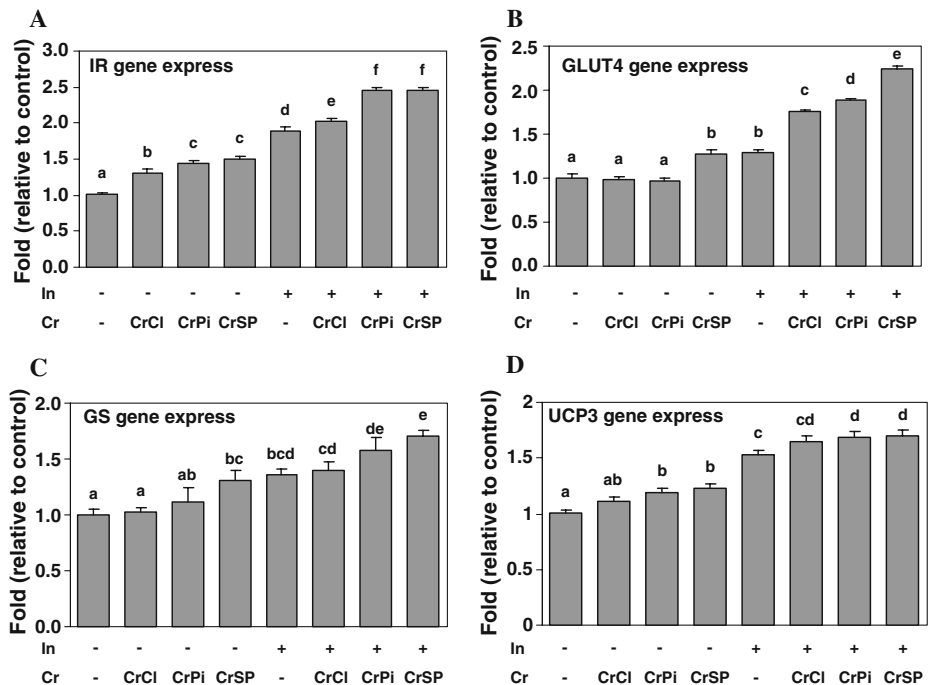 A
Fold (relative to control)
IR gene express
3.0
2.5
2.0
1.5
1.0
0.5
0.0
a b c c d e f f
In - - - - + + + +
Cr - CrCl CrPi CrSP - CrCl CrPi CrSP
B
Fold (relative to control)
GLUT4 gene express
2.5
2.0
1.5
1.0
0.5
0.0
a a a b b c d e
- - - - + + + +
- CrCl CrPi CrSP - CrCl CrPi CrSP
C
Fold (relative to control)
GS gene express
2.0
1.5
1.0
0.5
0.0
a a ab bc bcd cd de e
In - - - - + + + +
Cr - CrCl CrPi CrSP - CrCl CrPi CrSP
D
Fold (relative to control)
UCP3 gene express
2
1.5
1
0.5
0
a ab b b c cd d d
In - - - - + + + +
Cr - CrCl CrPi CrSP - CrCl CrPi CrSP